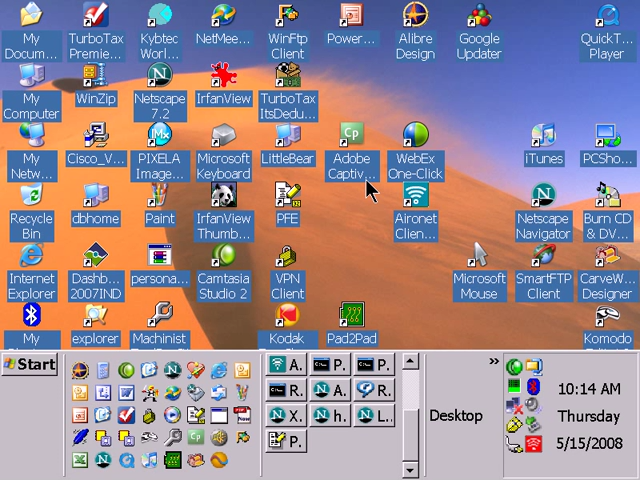 My
Docum...
TurboTax
Premie...
Kybtec
Worl...
NetMee...
WinFtp
Client
Power...
Alibre
Design
Google
Updater
QuickT...
Player
My
Computer
WinZip
Netscape
7.2
IrfanView
TurboTax
ItsDedu...
My
Netw...
Cisco_V...
PIXELA
Image...
Microsoft
Keyboard
LittleBear
Cp
Adobe
Captiv...
WebEx
One-Click
iTunes
PCSho...
Recycle
Bin
dbhome
Paint
IrfanView
Thumb...
PFE
Aironet
Clien...
Netscape
Navigator
Burn CD
& DV...
Internet
Explorer
Dashb...
2007IND
persona...
Camtasia
Studio 2
VPN
Client
Microsoft
Mouse
SmartFTP
Client
CarveW...
Designer
My
explorer
Machinist
Kodak
Pad2Pad
Komodo
Start
A.
P.
P.
R.
A.
R.
X.
h.
L..
P.
Desktop
»
10:14 AM
Thursday
5/15/2008